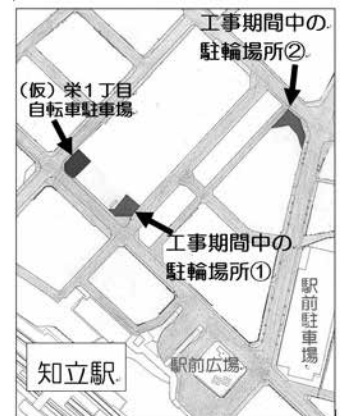 工事期間中の
駐輪場所②
(仮)栄１丁目
自転車駐車場
工事期間中の
駐輪場所①
駅前駐車場
駅前広場
知立駅